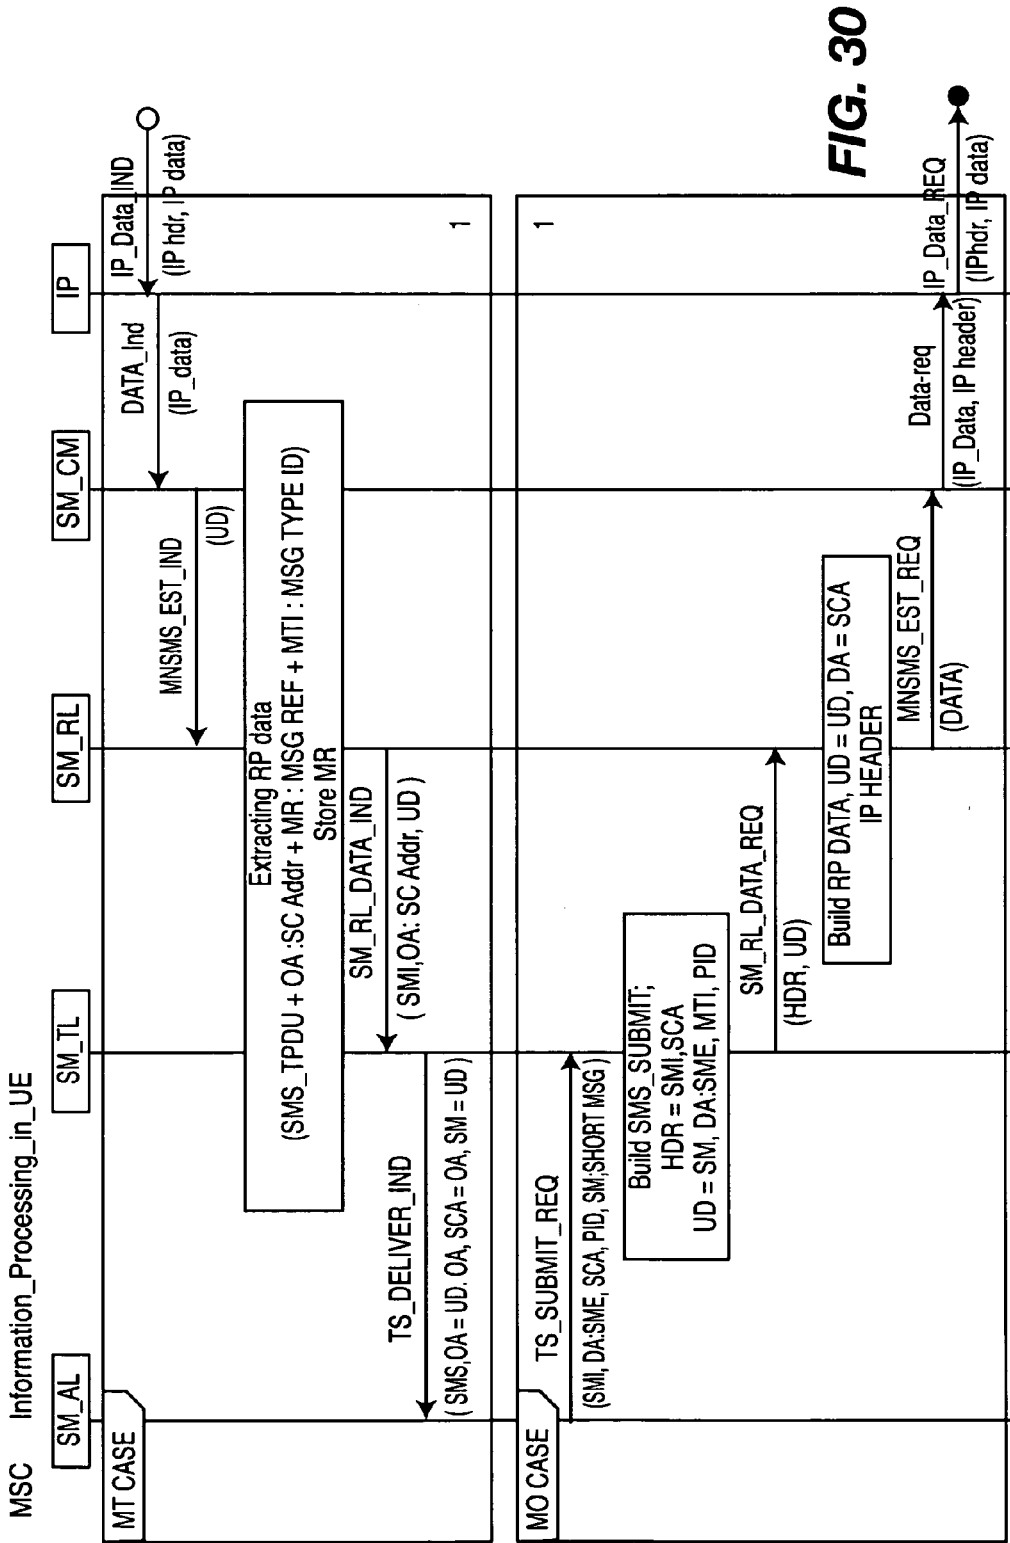 MSC Information_Processing_in_UE
SM_AL
SM_TL
SM_RL
SM_CM
IP
MT CASE
IP_Data_IND
(IP hdr, IP data)
DATA_Ind
(IP_data)
MNSMS_EST_IND
(UD)
Extracting RP data
(SMS_TPDU + OA :SC Addr + MR : MSG REF + MTI : MSG TYPE ID)
Store MR
SM_RL_DATA_IND
( SMI,OA: SC Addr, UD )
TS_DELIVER_IND
( SMS,OA = UD. OA, SCA = OA, SM = UD)
1
MO CASE
1
TS_SUBMIT_REQ
(SMI, DA:SME, SCA, PID, SM;SHORT MSG )
Build SMS_SUBMIT;
HDR = SMI,SCA
UD = SM, DA:SME, MTI, PID
SM_RL_DATA_REQ
(HDR, UD)
Build RP DATA, UD = UD, DA = SCA
IP HEADER
MNSMS_EST_REQ
(DATA)
Data-req
(IP_Data, IP header)
IP_Data_REQ
(IPhdr, IP data)
FIG. 30